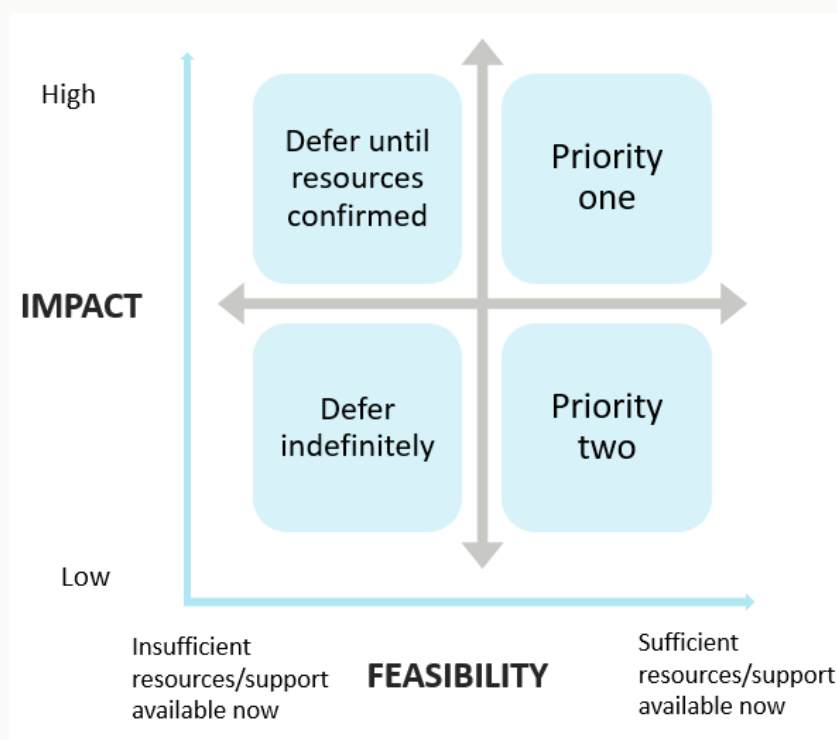 High
Defer until
resources
confirmed
Priority
one
IMPACT
Defer
indefinitely
Priority
two
Low
Insufficient
resources/support
available now
FEASIBILITY
Sufficient
resources/support
available now